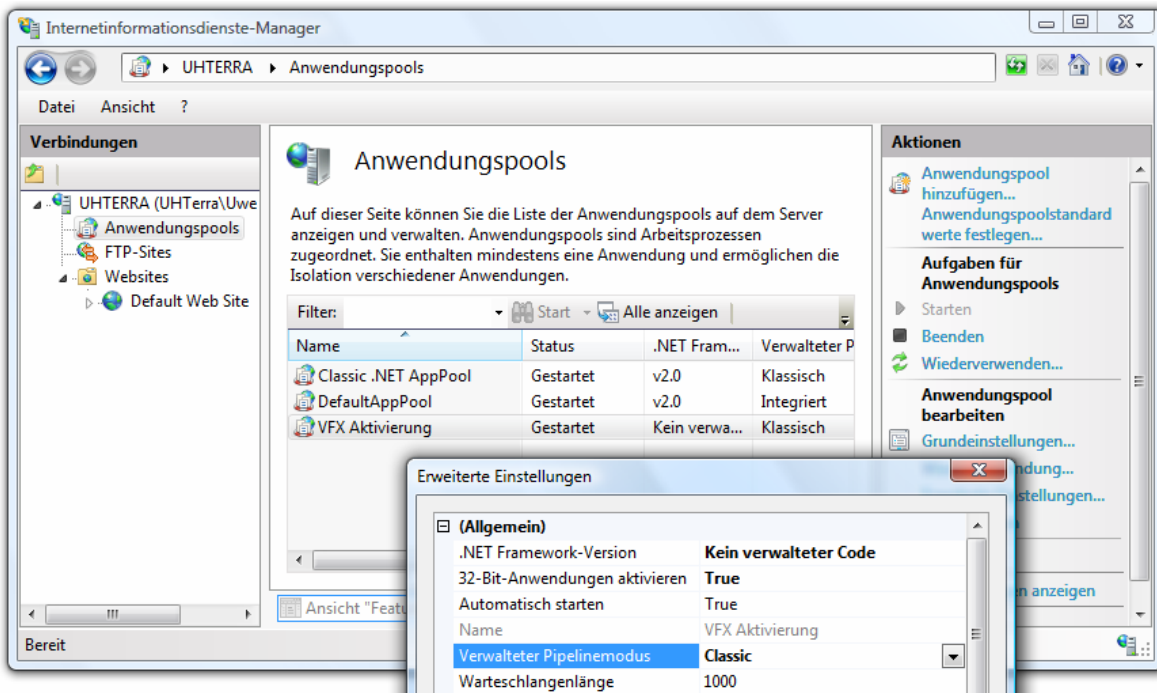 Internetinformationsdienste-Manager
UHTERRA Anwendungspools
Datei Ansicht ?
Verbindungen
UHTERRA (UHTerra\Uwe
Anwendungspools
FTP-Sites
Websites
Default Web Site
Anwendungspools
Auf dieser Seite können Sie die Liste der Anwendungspools auf dem Server
anzeigen und verwalten. Anwendungspools sind Arbeitsprozessen
zugeordnet. Sie enthalten mindestens eine Anwendung und ermöglichen die
Isolation verschiedener Anwendungen.
Filter: Start Alle anzeigen
Name Status .NET Fram... Verwalteter P
Classic .NET AppPool Gestartet v2.0 Klassisch
DefaultAppPool Gestartet v2.0 Integriert
VFX Aktivierung Gestartet Kein verwa... Klassisch
Ansicht "Featu
Aktionen
Anwendungspool
hinzufügen...
Anwendungspoolstandard
werte festlegen...
Aufgaben für
Anwendungspools
Starten
Beenden
Wiederverwenden...
Anwendungspool
bearbeiten
Grundeinstellungen...
ndung...
stellungen...
n anzeigen
Erweiterte Einstellungen
(Allgemein)
.NET Framework-Version Kein verwalteter Code
32-Bit-Anwendungen aktivieren True
Automatisch starten True
Name VFX Aktivierung
Verwalteter Pipelinemodus Classic
Warteschlangenlänge 1000
Bereit